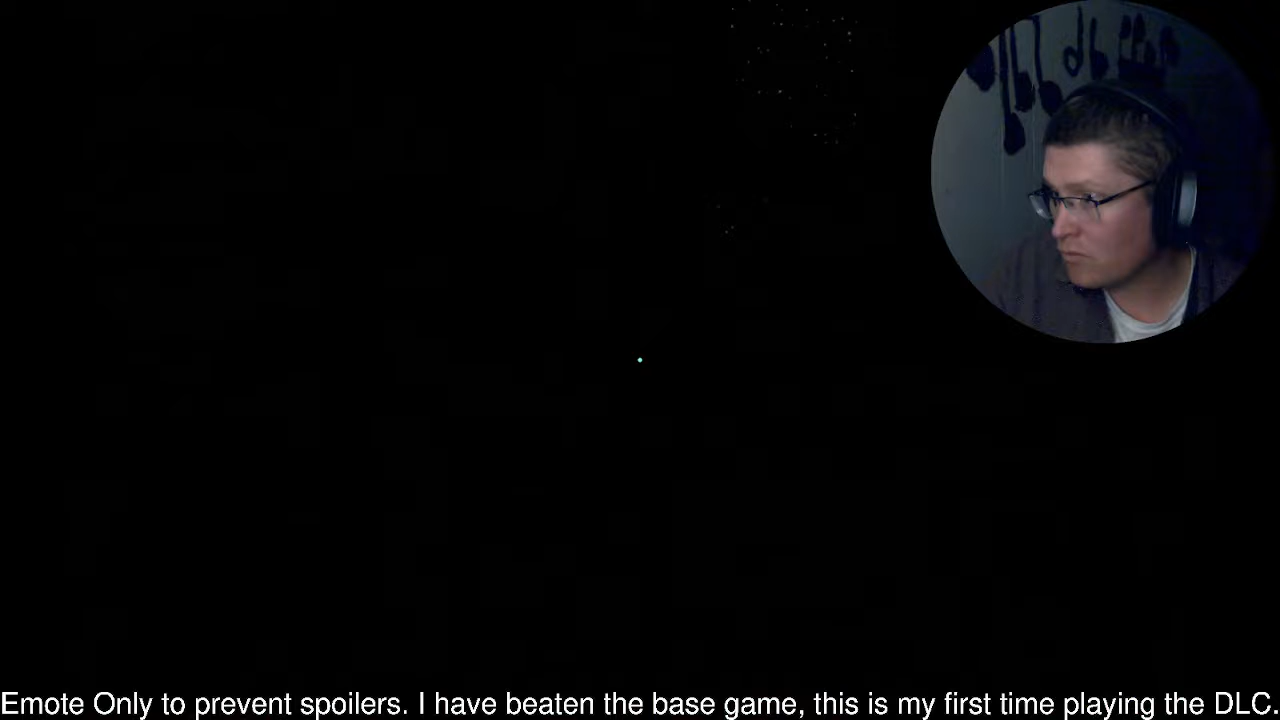 Emote Only to prevent spoilers. I have beaten the base game, this is my first time playing the DLC.